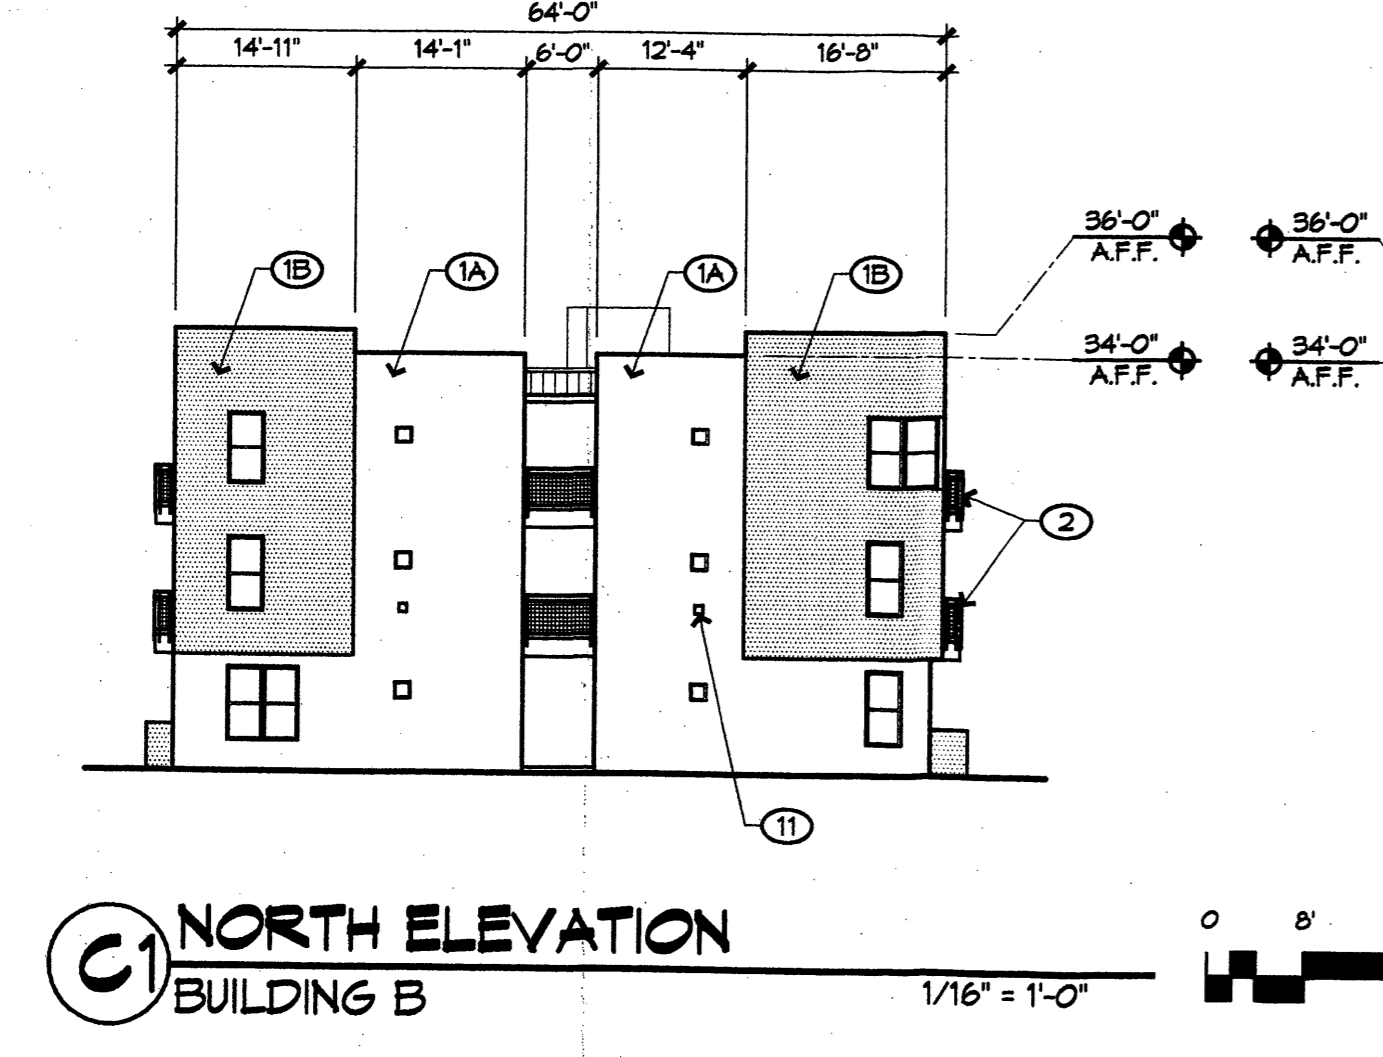 64'-0"
14'-11" 14'-1" 6'-0" 12'-4" 16'-8"
36'-0" 36'-0"
A.F.F. A.F.F.
1B 1A 1A 1B
34'-0" 34'-0"
A.F.F. A.F.F.
2
11
C1 NORTH ELEVATION
BUILDING B 1/16" = 1'-0"
0 8'